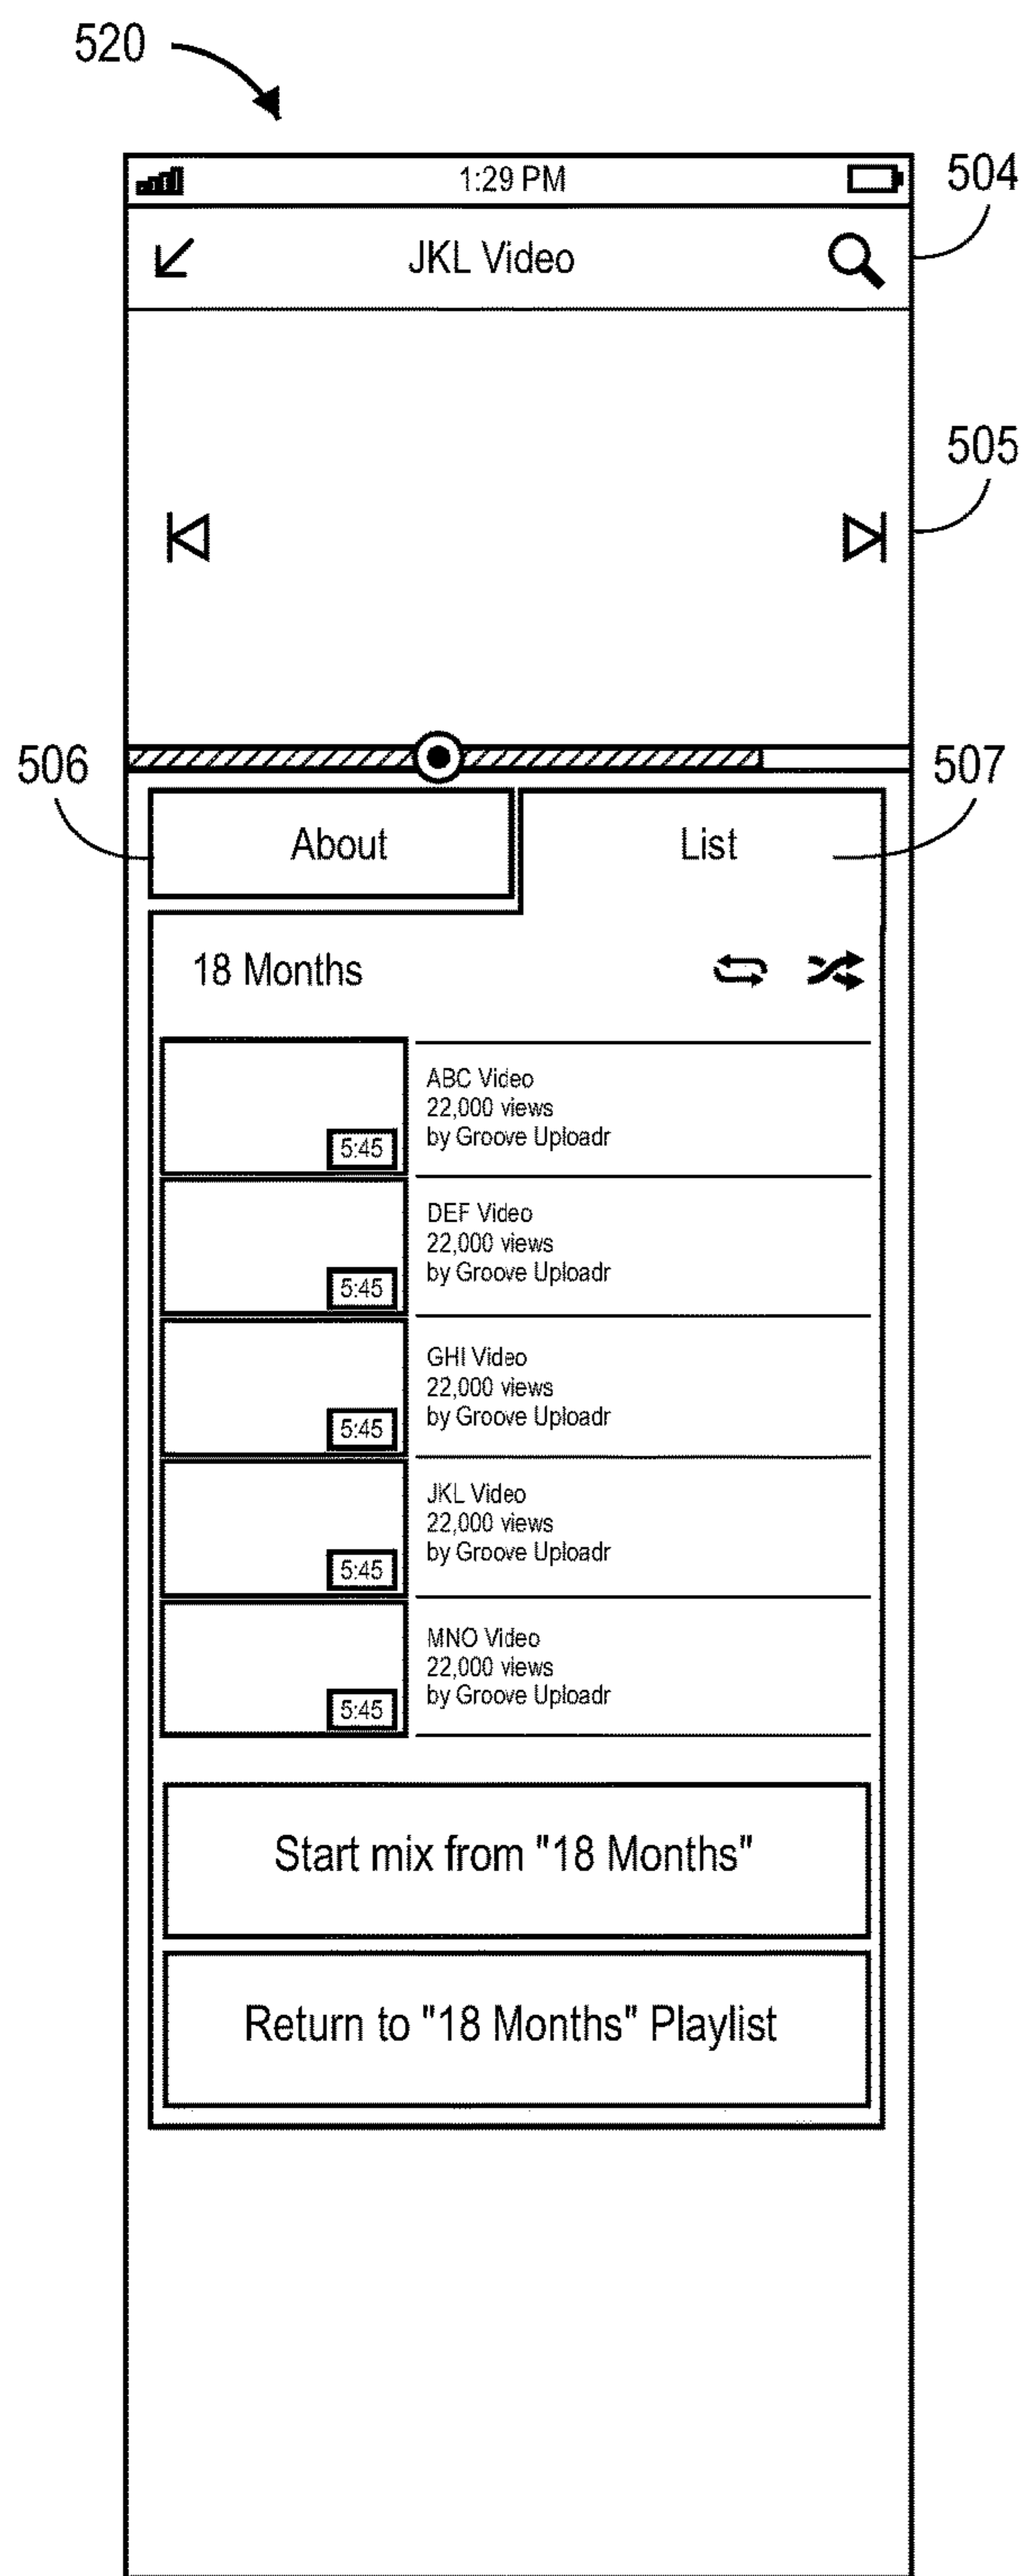 520
1:29 PM
504
JKL Video
505
506
507
About
List
18 Months
ABC Video
22,000 views
by Groove Uploadr
5:45
DEF Video
22,000 views
by Groove Uploadr
5:45
GHI Video
22,000 views
by Groove Uploadr
5:45
JKL Video
22,000 views
by Groove Uploadr
5:45
MNO Video
22,000 views
by Groove Uploadr
5:45
Start mix from "18 Months"
Return to "18 Months" Playlist